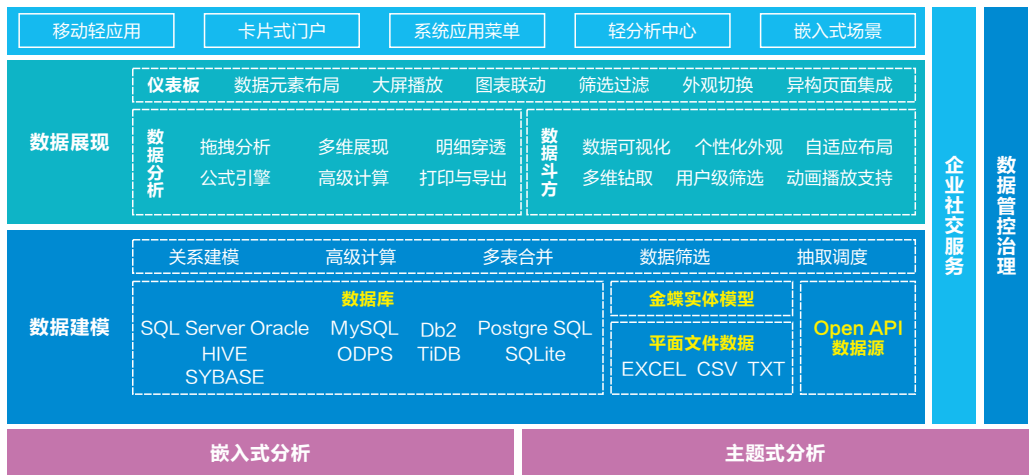 移动轻应用 卡片式门户 系统应用菜单 轻分析中心 嵌入式场景
数据展现
仪表板 数据元素布局 大屏播放 图表联动 筛选过滤 外观切换 异构页面集成
数据分析
拖拽分析 多维展现 明细穿透
公式引擎 高级计算 打印与导出
数据斗方
数据可视化 个性化外观 自适应布局
多维钻取 用户级筛选 动画播放支持
数据建模
关系建模 高级计算 多表合并 数据筛选 抽取调度
数据库
SQL Server Oracle MySQL Db2 Postgre SQL
HIVE ODPS TiDB SQLite
SYBASE
金蝶实体模型
平面文件数据
EXCEL CSV TXT
Open API
数据源
企业社交服务
数据管控治理
嵌入式分析 主题式分析